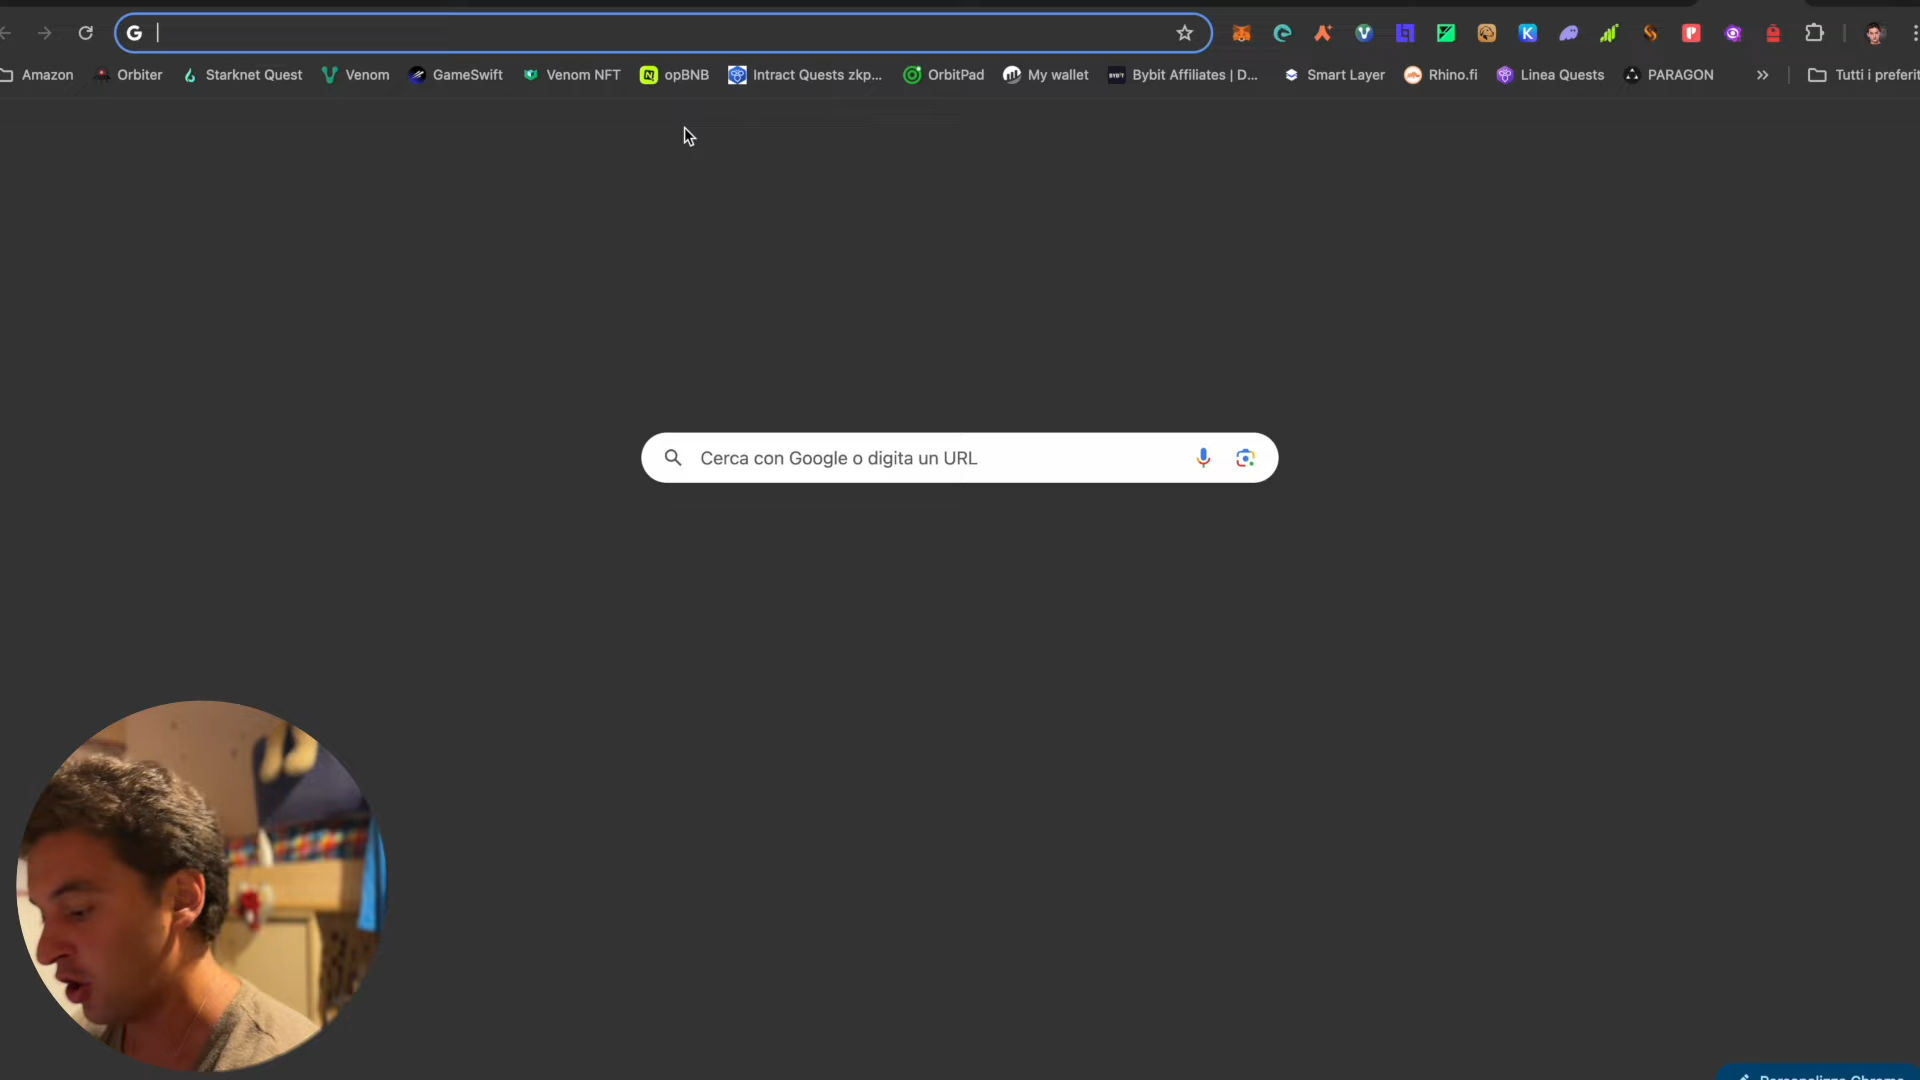 Amazon Orbiter Starknet Quest Venom GameSwift Venom NFT opBNB Intract Quests zkp... OrbitPad My wallet Bybit Affiliates | D... Smart Layer Rhino.fi Linea Quests PARAGON » Tutti i preferit
Cerca con Google o digita un URL